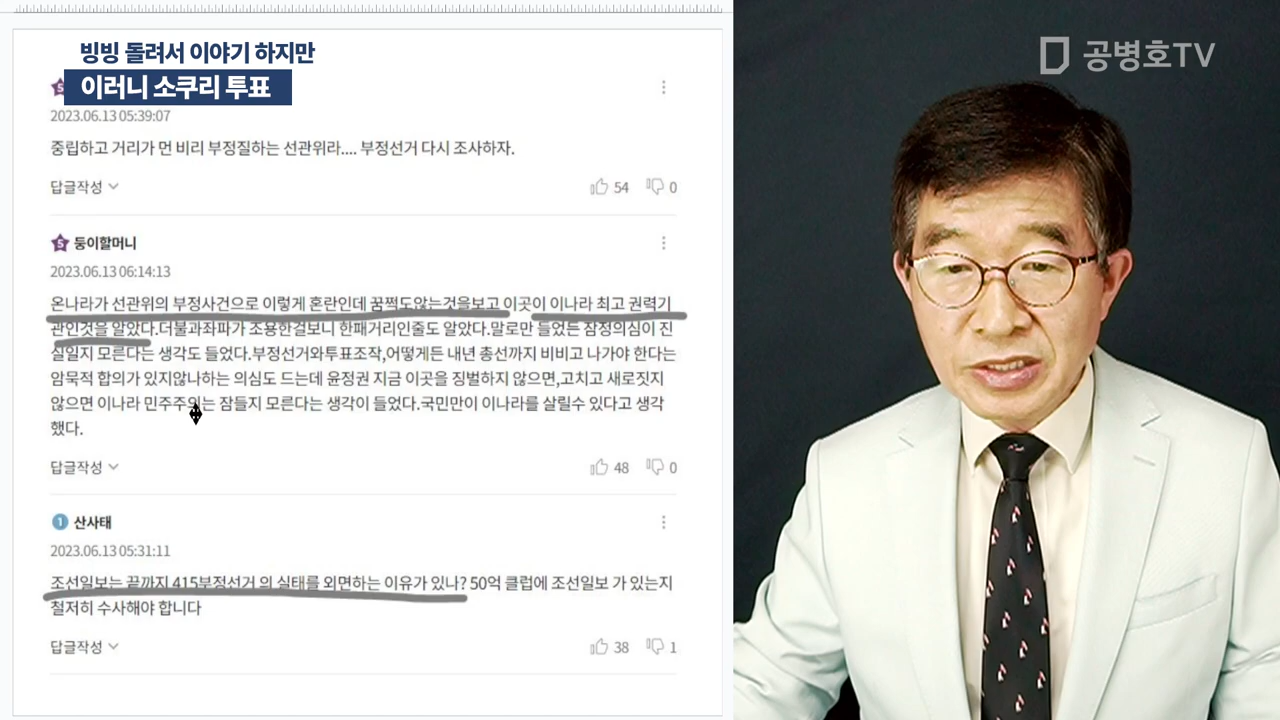 빙빙 돌려서 이야기 하지만
이러니 소쿠리 투표
공병호TV
2023.06.13 05:39:07
중립하고 거리가 먼 비리 부정질하는 선관위라.... 부정선거 다시 조사하자.
답글작성
54
0
둥이할머니
2023.06.13 06:14:13
온나라가 선관위의 부정사건으로 이렇게 혼란인데 꿈쩍도않는것을보고 이곳이 이나라 최고 권력기
관인것을 알았다.더불과좌파가 조용한걸보니 한패거리인줄도 알았다.말로만 들었든 잠정의심이 진
실일지 모른다는 생각도 들었다.부정선거와투표조작,어떻게든 내년 총선까지 비비고 나가야 한다는
암묵적 합의가 있지않나하는 의심도 드는데 윤정권 지금 이곳을 징벌하지 않으면,고치고 새로짓지
않으면 이나라 민주주의는 잠들지 모른다는 생각이 들었다.국민만이 이나라를 살릴수 있다고 생각
했다.
답글작성
48
0
1 산사태
2023.06.13 05:31:11
조선일보는 끝까지 415부정선거 의 실태를 외면하는 이유가 있나? 50억 클럽에 조선일보 가 있는지
철저히 수사해야 합니다
답글작성
38
1